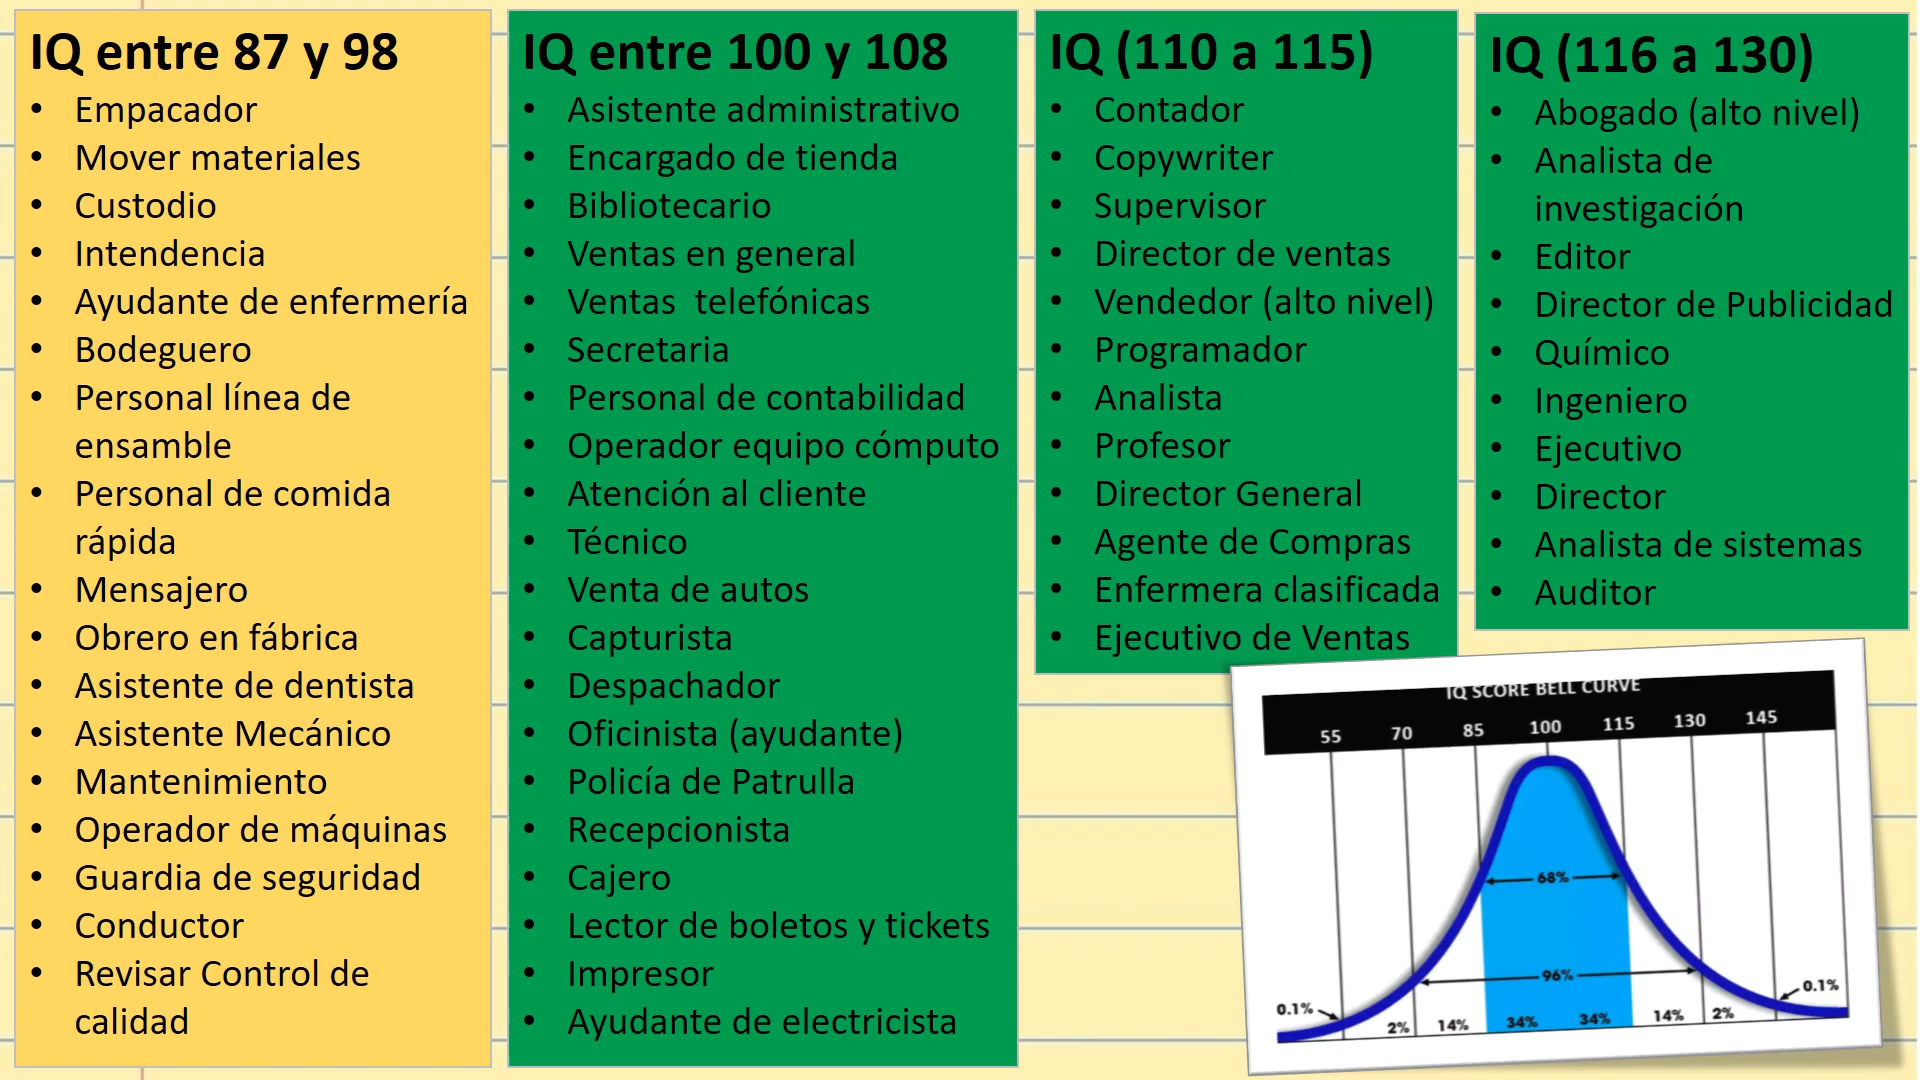 IQ entre 87 y 98
• Empacador
• Mover materiales
• Custodio
• Intendencia
• Ayudante de enfermería
• Bodeguero
• Personal línea de
ensamble
• Personal de comida
rápida
• Mensajero
• Obrero en fábrica
• Asistente de dentista
• Asistente Mecánico
• Mantenimiento
• Operador de máquinas
• Guardia de seguridad
• Conductor
• Revisar Control de
calidad
IQ entre 100 y 108
• Asistente administrativo
• Encargado de tienda
• Bibliotecario
• Ventas en general
• Ventas  telefónicas
• Secretaria
• Personal de contabilidad
• Operador equipo cómputo
• Atención al cliente
• Técnico
• Venta de autos
• Capturista
• Despachador
• Oficinista (ayudante)
• Policía de Patrulla
• Recepcionista
• Cajero
• Lector de boletos y tickets
• Impresor
• Ayudante de electricista
IQ (110 a 115)
• Contador
• Copywriter
• Supervisor
• Director de ventas
• Vendedor (alto nivel)
• Programador
• Analista
• Profesor
• Director General
• Agente de Compras
• Enfermera clasificada
• Ejecutivo de Ventas
IQ (116 a 130)
• Abogado (alto nivel)
• Analista de
investigación
• Editor
• Director de Publicidad
• Químico
• Ingeniero
• Ejecutivo
• Director
• Analista de sistemas
• Auditor
IQ SCORE BELL CURVE
55 70 85 100 115 130 145
68%
96%
0.1% 0.1%
2% 14% 34% 34% 14% 2%